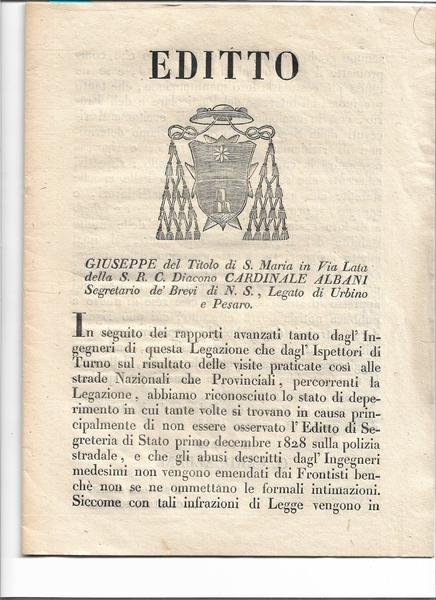 EDITTO
GIUSEPPE del Titolo di S. Maria in Via Lata
della S. R. C. Diacono CARDINALE ALBANI
Segretario de' Brevi di N. S., Legato di Urbino
e Pesaro.
In seguito dei rapporti avanzati tanto dagl' In-
gegneri di questa Legazione che dagl' Ispettori di
Turno sul risultato delle visite praticate così alle
strade Nazionali che Provinciali, percorrenti la
Legazione, abbiamo riconosciuto lo stato di depe-
rimento in cui tante volte si trovano in causa prin-
cipalmente di non essere osservato l' Editto di Se-
greteria di Stato primo decembre 1828 sulla polizia
stradale, e che gli abusi descritti dagl' Ingegneri
medesimi non vengono emendati dai Frontisti ben-
chè non se ne ommettano le formali intimazioni.
Siccome con tali infrazioni di Legge vengono in